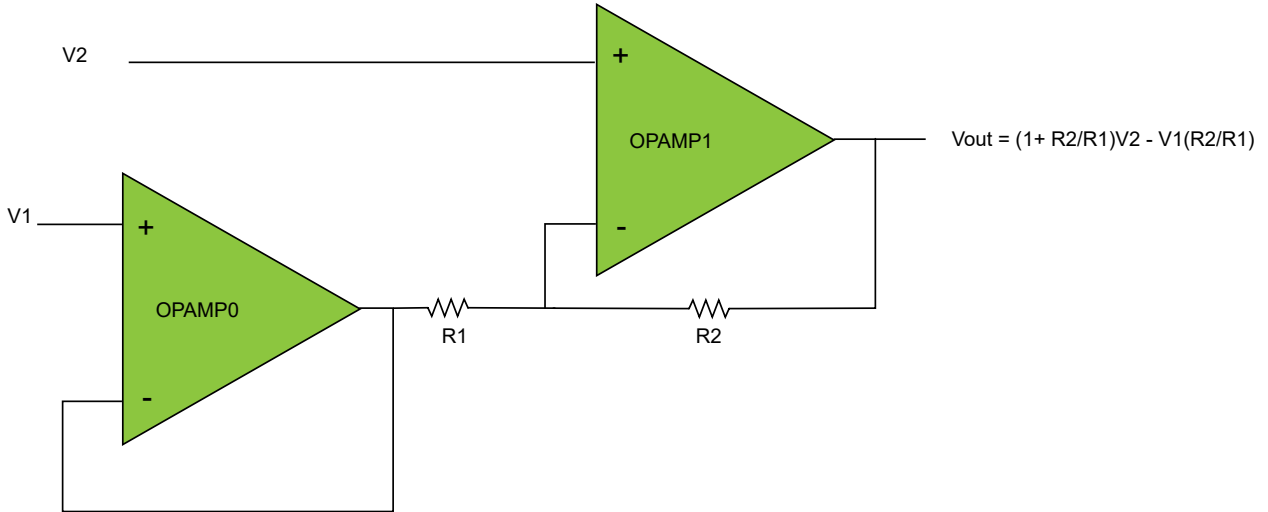 V2
+
OPAMP1
-
Vout = (1+ R2/R1)V2 - V1(R2/R1)
V1
+
OPAMP0
-
R1
R2